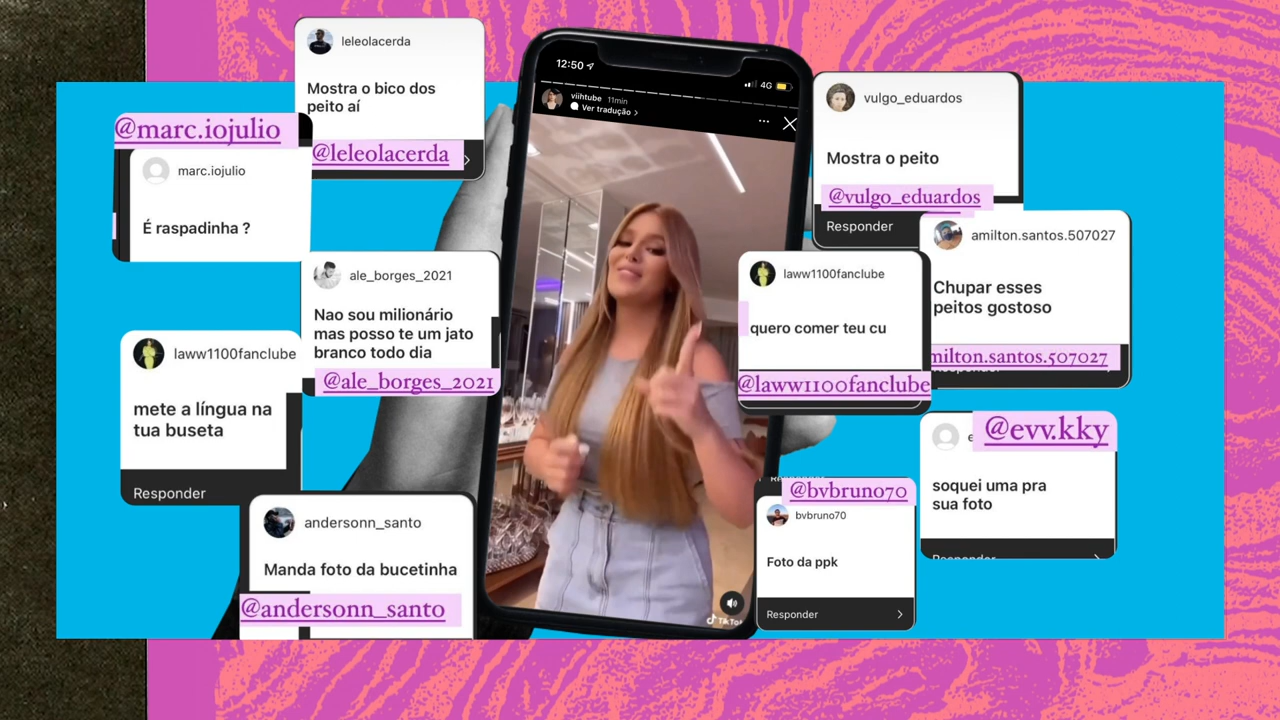 leleolacerda
Mostra o bico dos
peito aí
@leleolacerda
@marc.iojulio
marc.iojulio
É raspadinha ?
ale_borges_2021
Nao sou milionário
mas posso te um jato
branco todo dia
@ale_borges_2021
laww1100fanclube
mete a língua na
tua buseta
Responder
andersonn_santo
Manda foto da bucetinha
@andersonn_santo
12:50
4G
viihtube 11min
Ver tradução >
TikTok
vulgo_eduardos
Mostra o peito
@vulgo_eduardos
Responder
amilton.santos.507027
Chupar esses
peitos gostoso
milton.santos.507027
laww1100fanclube
quero comer teu cu
@laww1100fanclube
@evv.kky
soquei uma pra
sua foto
Responder
@bvbruno70
bvbruno70
Foto da ppk
Responder